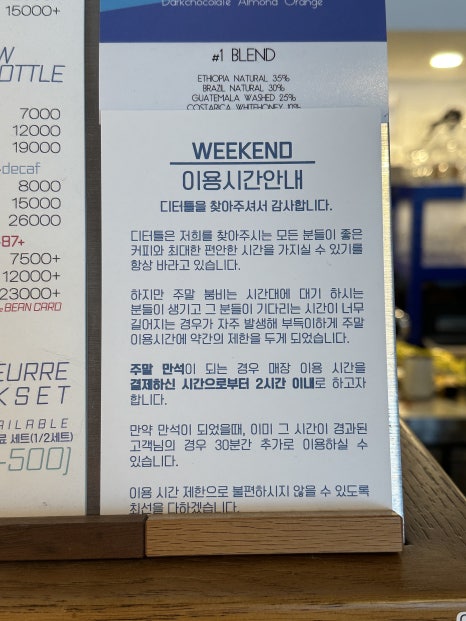 15000+
OTTLE
7000
12000
19000
decaf
8000
15000
26000
87+
7500+
12000+
23000+
BEAN CARD
EURRE
KSET
AILABLE
세트(1/2세트)
-500)
Darkchocolate Almond Orange
#1 BLEND
ETHIOPIA NATURAL 35%
BRAZIL NATURAL 30%
GUATEMALA WASHED 25%
COSTARICA WHITEHONEY 10%
WEEKEND
이용시간안내
디터틀을 찾아주셔서 감사합니다.
디터틀은 저희를 찾아주시는 모든 분들이 좋은
커피와 최대한 편안한 시간을 가지실 수 있기를
항상 바라고 있습니다.
하지만 주말 붐비는 시간대에 대기 하시는
분들이 생기고 그 분들이 기다리는 시간이 너무
길어지는 경우가 자주 발생해 부득이하게 주말
이용시간에 약간의 제한을 두게 되었습니다.
주말 만석이 되는 경우 매장 이용 시간을
결제하신 시간으로부터 2시간 이내로 하고자
합니다.
만약 만석이 되었을때, 이미 그 시간이 경과된
고객님의 경우 30분간 추가로 이용하실 수
있습니다.
이용 시간 제한으로 불편하시지 않을 수 있도록
최선을 다하겠습니다.